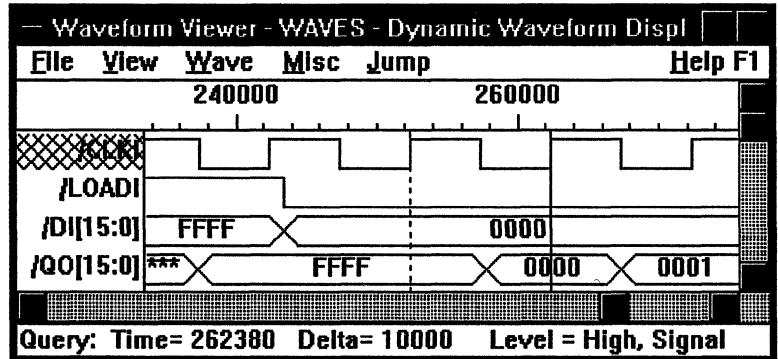 Waveform Viewer - WAVES - Dynamic Waveform Displ
File View Wave Misc Jump Help F1
240000 260000
/CLKI
/LOADI
/DI[15:0] FFFF 0000
/QO[15:0] *** FFFF 0000 0001
Query: Time= 262380 Delta= 10000 Level = High, Signal